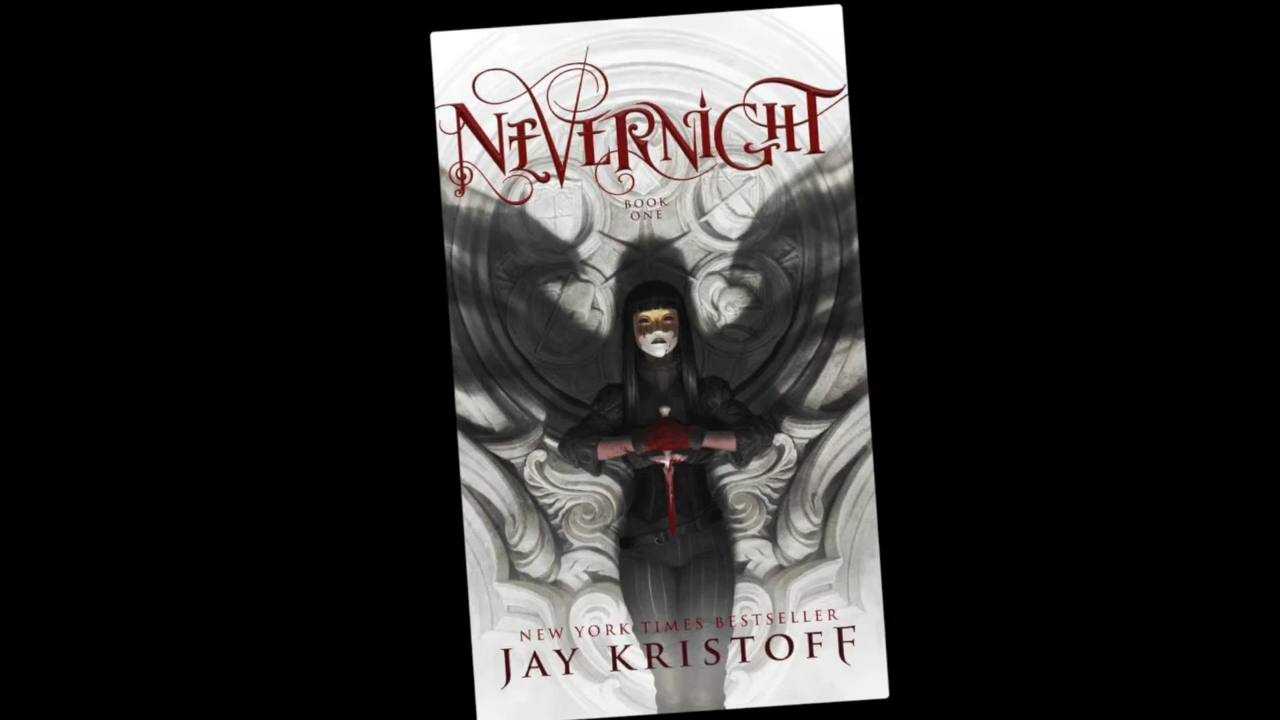 NEVERNIGHT
BOOK
ONE
NEW YORK TIMES BESTSELLER
JAY KRISTOFF